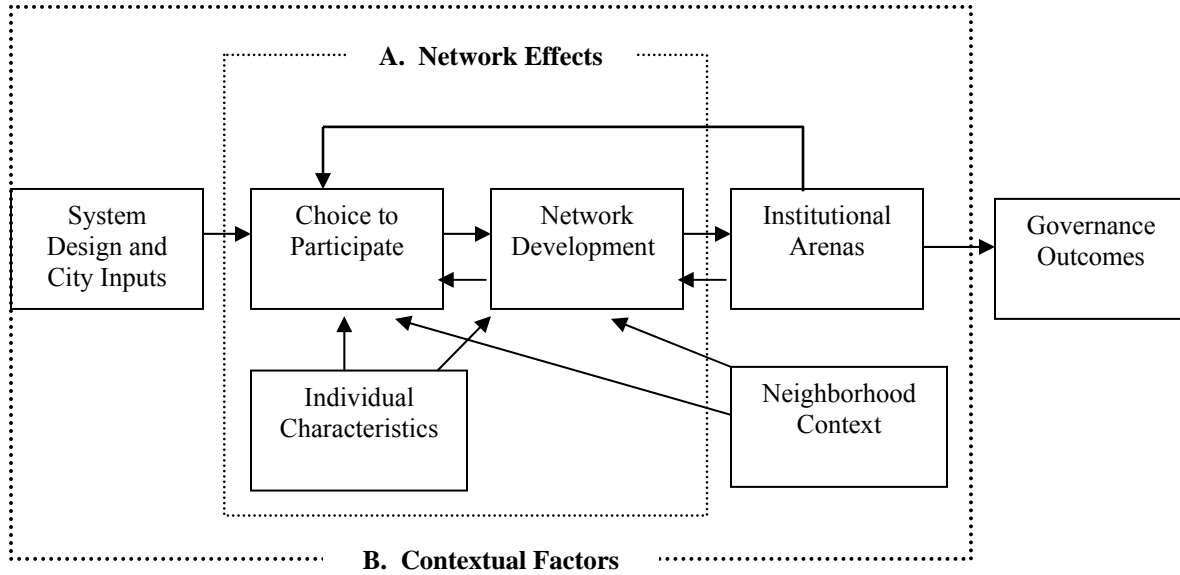 A. Network Effects
System
Design and
City Inputs
Choice to
Participate
Network
Development
Institutional
Arenas
Governance
Outcomes
Individual
Characteristics
Neighborhood
Context
B. Contextual Factors